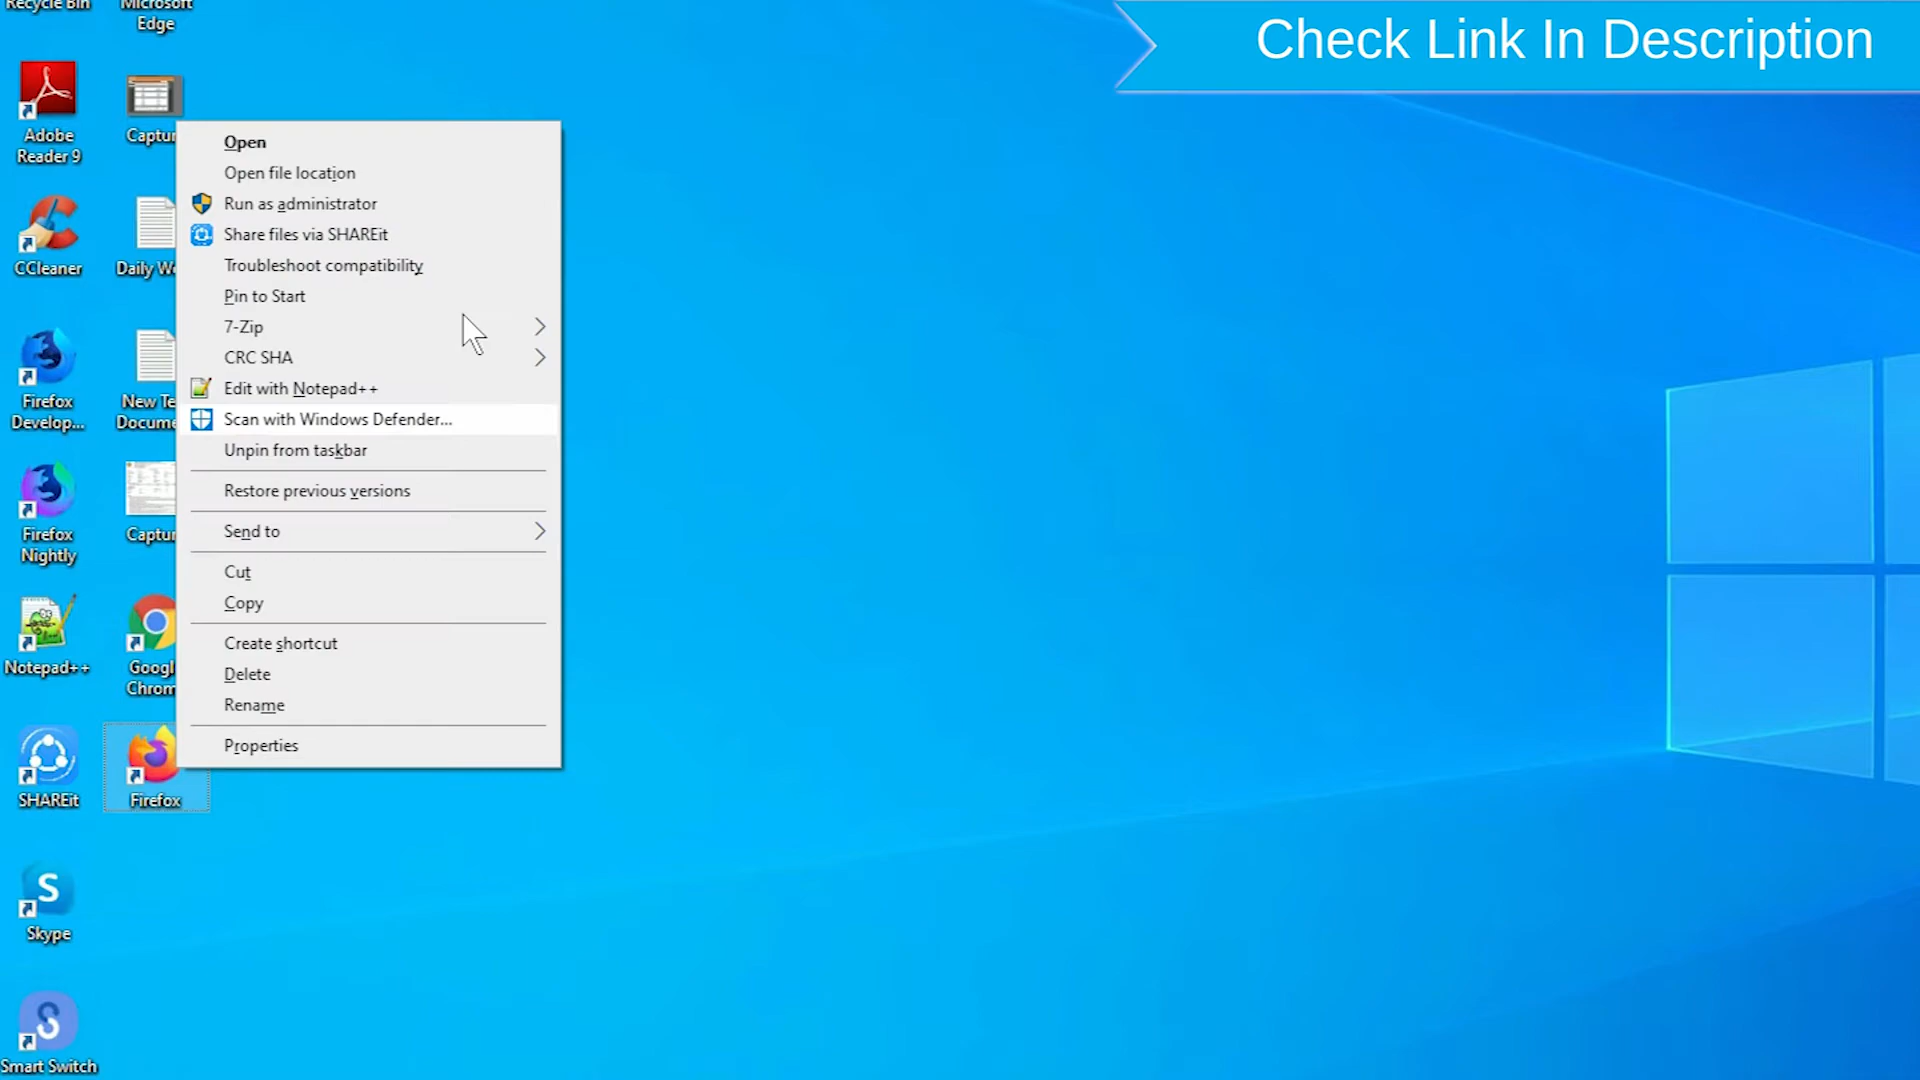 Recycle Bin
Microsoft
Edge
Check Link In Description
Adobe
Reader 9
CCleaner
Daily
Firefox
Develop...
New
Firefox
Nightly
Notepad++
SHAREit
Firefox
Skype
Smart Switch
Open
Open file location
Run as administrator
Share files via SHAREit
Troubleshoot compatibility
Pin to Start
7-Zip
CRC SHA
Edit with Notepad++
Scan with Windows Defender...
Unpin from taskbar
Restore previous versions
Send to
Cut
Copy
Create shortcut
Delete
Rename
Properties